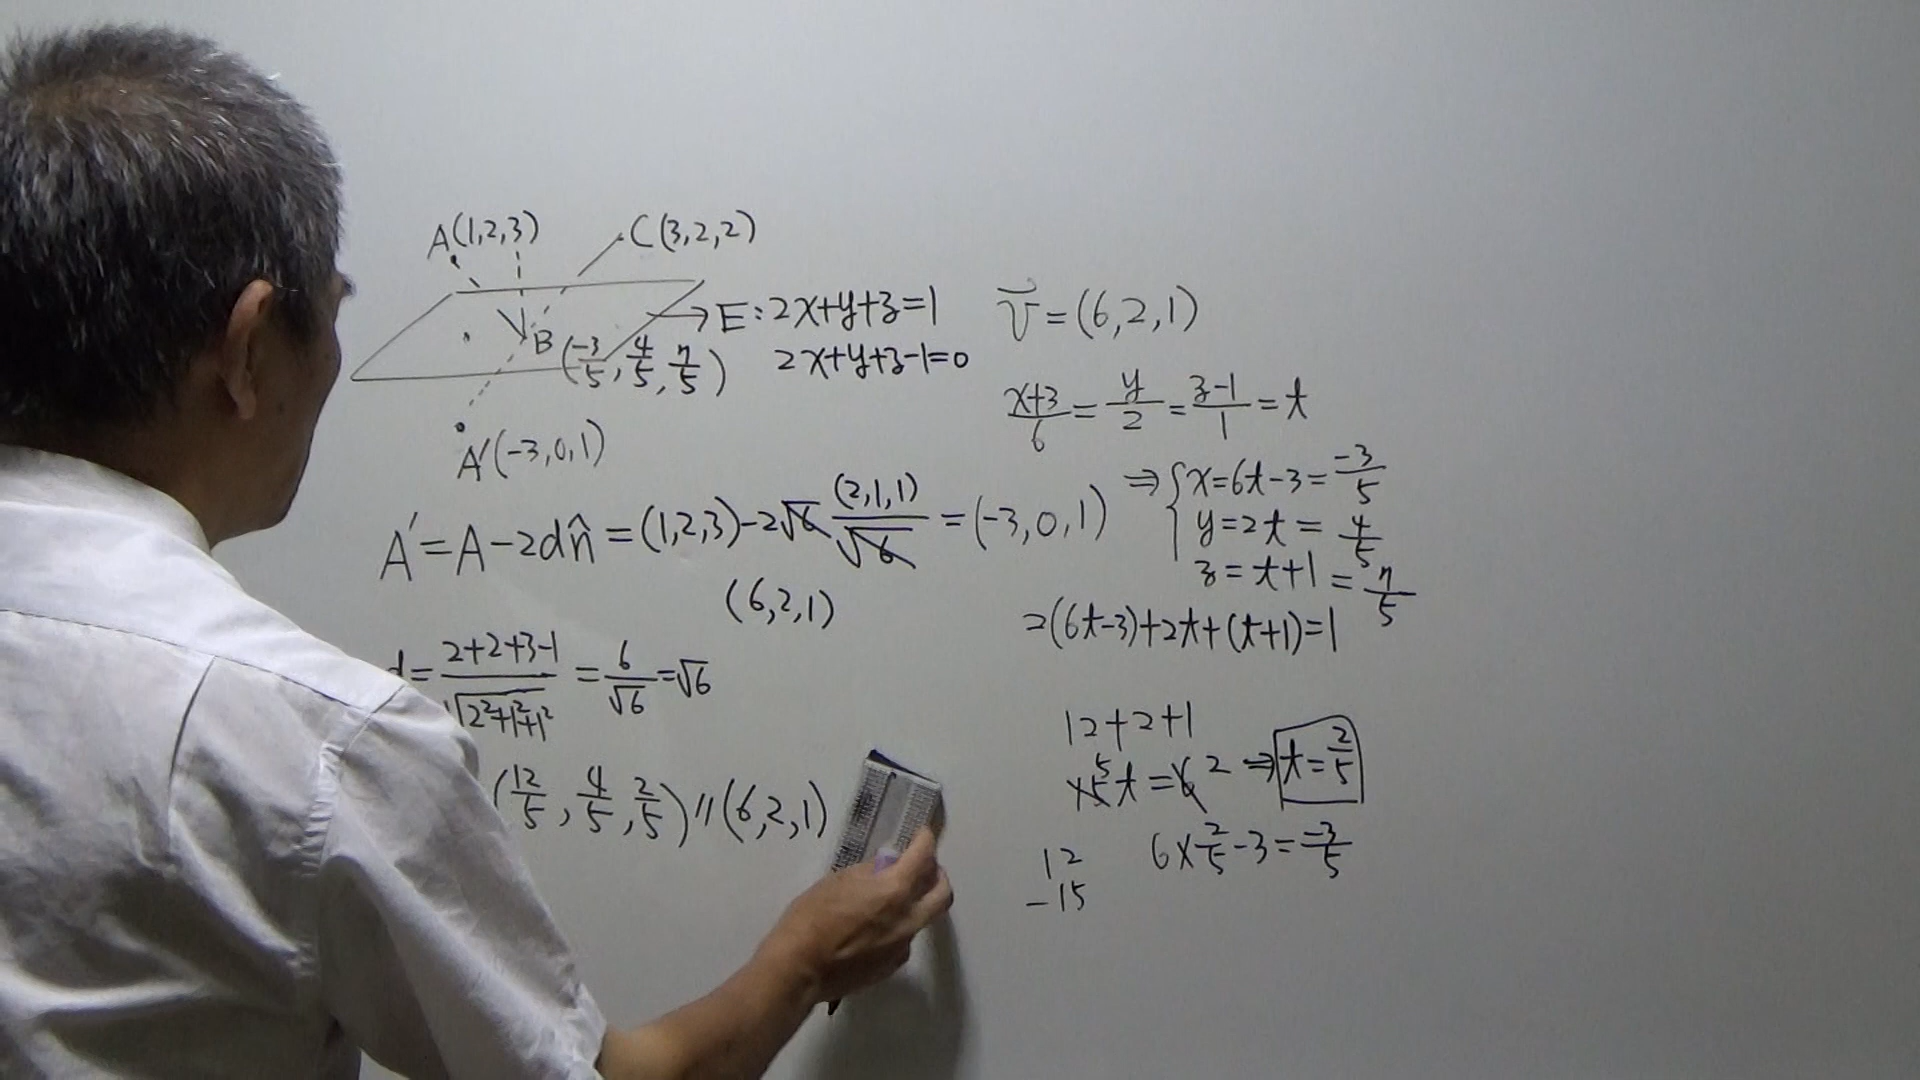 A(1,2,3)
C(3,2,2)
B(-3/5, 4/5, 7/5)
E: 2x+y+z=1
2x+y+z-1=0
A'(-3,0,1)
A'=A-2dn̂=(1,2,3)-2√6 (2,1,1)/√6=(-3,0,1)
(6,2,1)
d=(2+2+3-1)/√(2²+1²+1²)=6/√6=√6
(12/5, 4/5, 2/5)//(6,2,1)
v⃗=(6,2,1)
(x+3)/6=y/2=(z-1)/1=t
⇒{x=6t-3=-3/5
y=2t=4/5
z=t+1=7/5
=(6t-3)+2t+(t+1)=1
12+2+1
5
x5t=6 2 ⇒ t=2/5
12
-15
6×2/5-3=-3/5